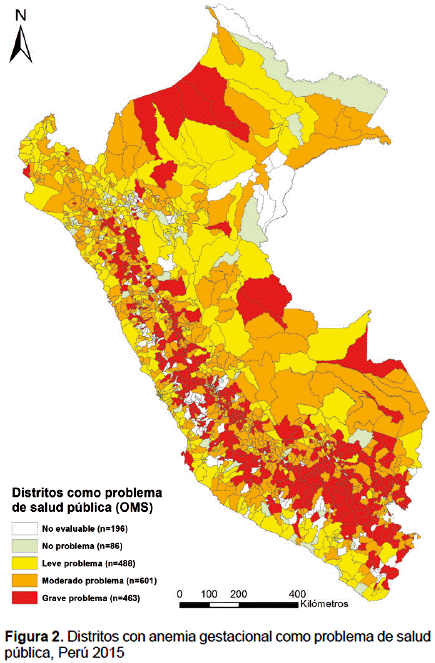 N
Distritos como problema
de salud pública (OMS)
No evaluable (n=196)
No problema (n=86)
Leve problema (n=488)
Moderado problema (n=601)
Grave problema (n=463)
0 100 200 400
Kilómetros
Figura 2. Distritos con anemia gestacional como problema de salud
pública, Perú 2015